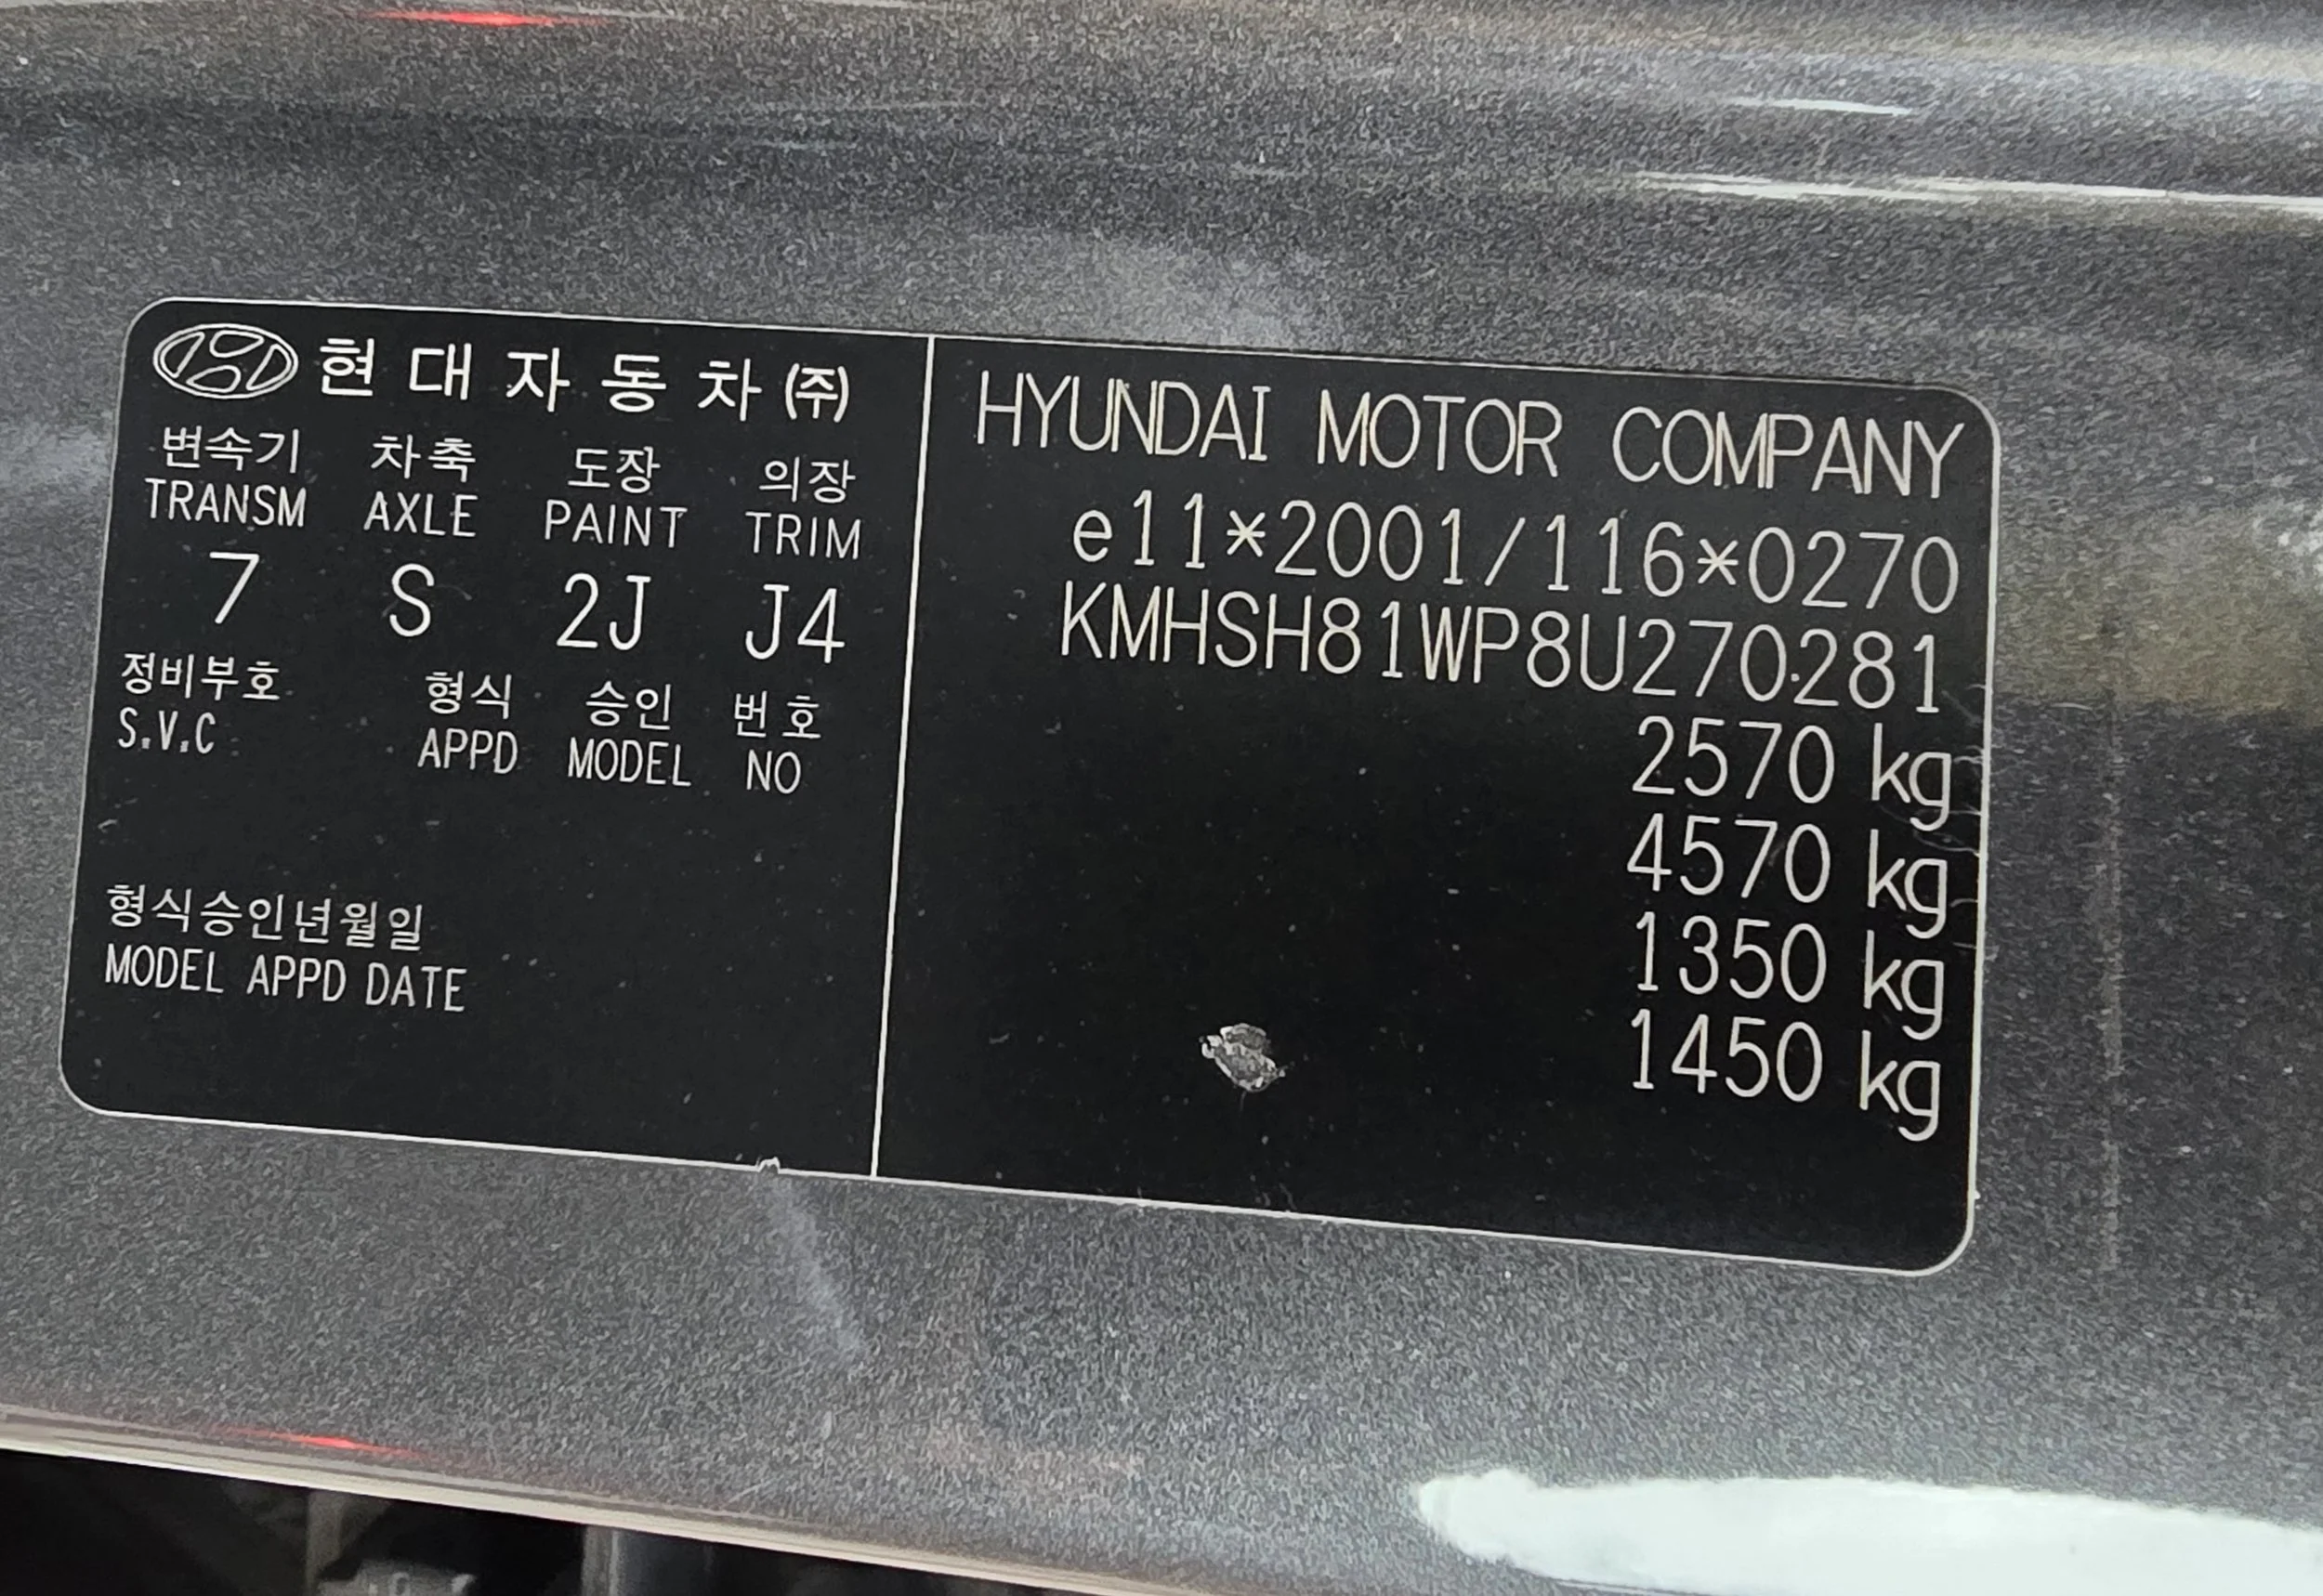 현대자동차(주)
변속기 차축 도장 의장
TRANSM AXLE PAINT TRIM
7 S 2J J4
정비부호 형식 승인 번호
S.V.C APPD MODEL NO
형식승인년월일
MODEL APPD DATE
HYUNDAI MOTOR COMPANY
e11*2001/116*0270
KMHSH81WP8U270281
2570 kg
4570 kg
1350 kg
1450 kg